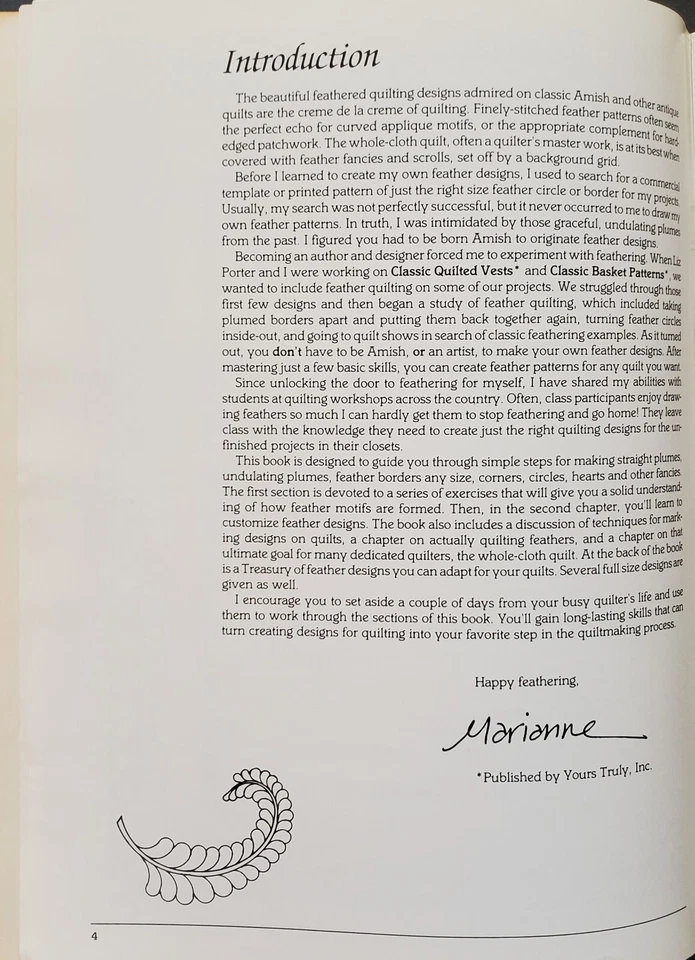 Introduction
The beautiful feathered quilting designs admired on classic Amish and other antique
quilts are the creme de la creme of quilting. Finely-stitched feather patterns often seem
the perfect echo for curved applique motifs, or the appropriate complement for hard-
edged patchwork. The whole-cloth quilt, often a quilter's master work, is at its best when
covered with feather fancies and scrolls, set off by a background grid.
Before I learned to create my own feather designs, I used to search for a commercial
template or printed pattern of just the right size feather circle or border for my projects.
Usually, my search was not perfectly successful, but it never occurred to me to draw my
own feather patterns. In truth, I was intimidated by those graceful, undulating plumes
from the past. I figured you had to be born Amish to originate feather designs.
Becoming an author and designer forced me to experiment with feathering. When Liz
Porter and I were working on Classic Quilted Vests* and Classic Basket Patterns*, we
wanted to include feather quilting on some of our projects. We struggled through those
first few designs and then began a study of feather quilting, which included taking
plumed borders apart and putting them back together again, turning feather circles
inside-out, and going to quilt shows in search of classic feathering examples. As it turned
out, you don't have to be Amish, or an artist, to make your own feather designs. After
mastering just a few basic skills, you can create feather patterns for any quilt you want.
Since unlocking the door to feathering for myself, I have shared my abilities with
students at quilting workshops across the country. Often, class participants enjoy draw-
ing feathers so much I can hardly get them to stop feathering and go home! They leave
class with the knowledge they need to create just the right quilting designs for the un-
finished projects in their closets.
This book is designed to guide you through simple steps for making straight plumes,
undulating plumes, feather borders any size, corners, circles, hearts and other fancies.
The first section is devoted to a series of exercises that will give you a solid understand-
ing of how feather motifs are formed. Then, in the second chapter, you'll learn to
customize feather designs. The book also includes a discussion of techniques for mark-
ing designs on quilts, a chapter on actually quilting feathers, and a chapter on that
ultimate goal for many dedicated quilters, the whole-cloth quilt. At the back of the book
is a Treasury of feather designs you can adapt for your quilts. Several full size designs are
given as well.
I encourage you to set aside a couple of days from your busy quilter's life and use
them to work through the sections of this book. You'll gain long-lasting skills that can
turn creating designs for quilting into your favorite step in the quiltmaking process.
Happy feathering,
Marianne
*Published by Yours Truly, Inc.
4